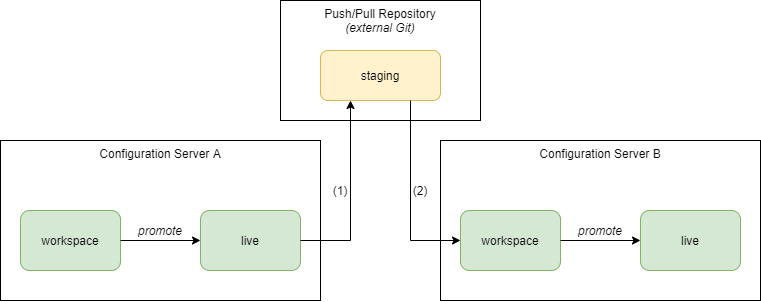 Push/Pull Repository
(external Git)
staging
Configuration Server A
Configuration Server B
(1)
(2)
workspace
promote
live
workspace
promote
live